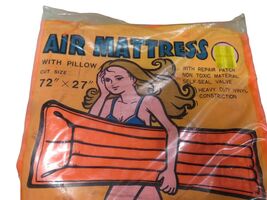 AIR MATTRESS
WITH PILLOW
CUT SIZE
72" × 27"
WITH REPAIR PATCH
NON TOXIC MATERIAL
SELF-SEAL VALVE
HEAVY DUTY VINYL
CONSTRICTION